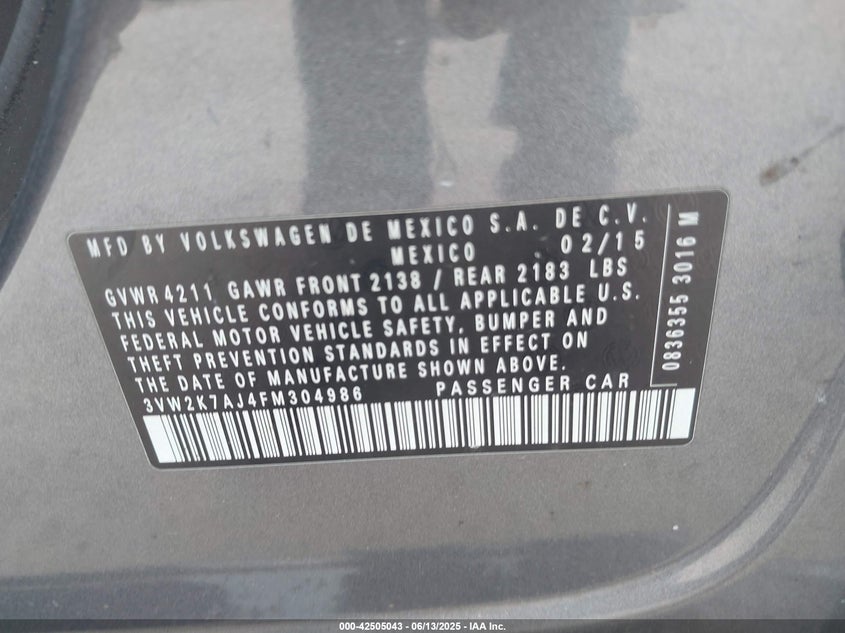 MFD BY VOLKSWAGEN DE MEXICO S.A. DE C.V.
MEXICO 02/15
GVWR 4211 GAWR FRONT 2138 / REAR 2183 LBS
THIS VEHICLE CONFORMS TO ALL APPLICABLE U.S.
FEDERAL MOTOR VEHICLE SAFETY, BUMPER AND
THEFT PREVENTION STANDARDS IN EFFECT ON
THE DATE OF MANUFACTURE SHOWN ABOVE.
3VW2K7AJ4FM304986 PASSENGER CAR
0836355 3016 M
000-42505043 - 06/13/2025 - IAA Inc.